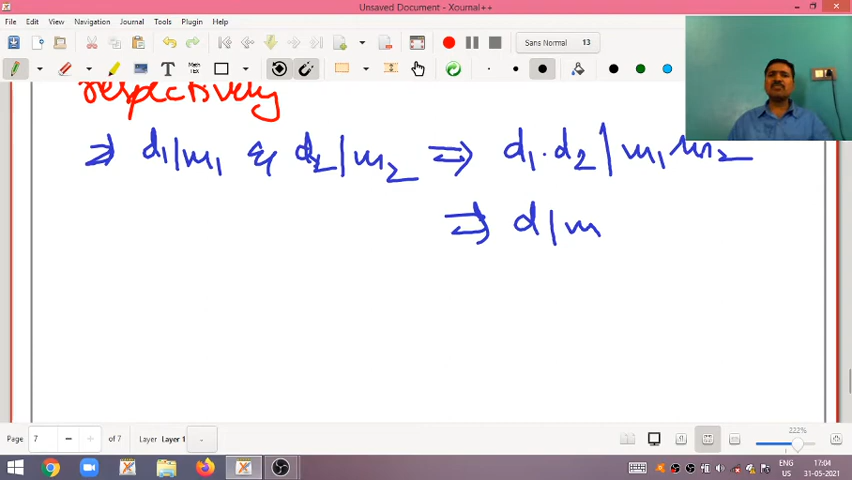 Unsaved Document - Xournal++
File Edit View Navigation Journal Tools Plugin Help
Sans Normal 13
respectively
⇒ d₁|m₁ & d₂|m₂ ⇒ d₁·d₂|m₁m₂
⇒ d|m
222%
Page 7 of 7 Layer Layer 1
ENG 17:04
US 31-05-2021